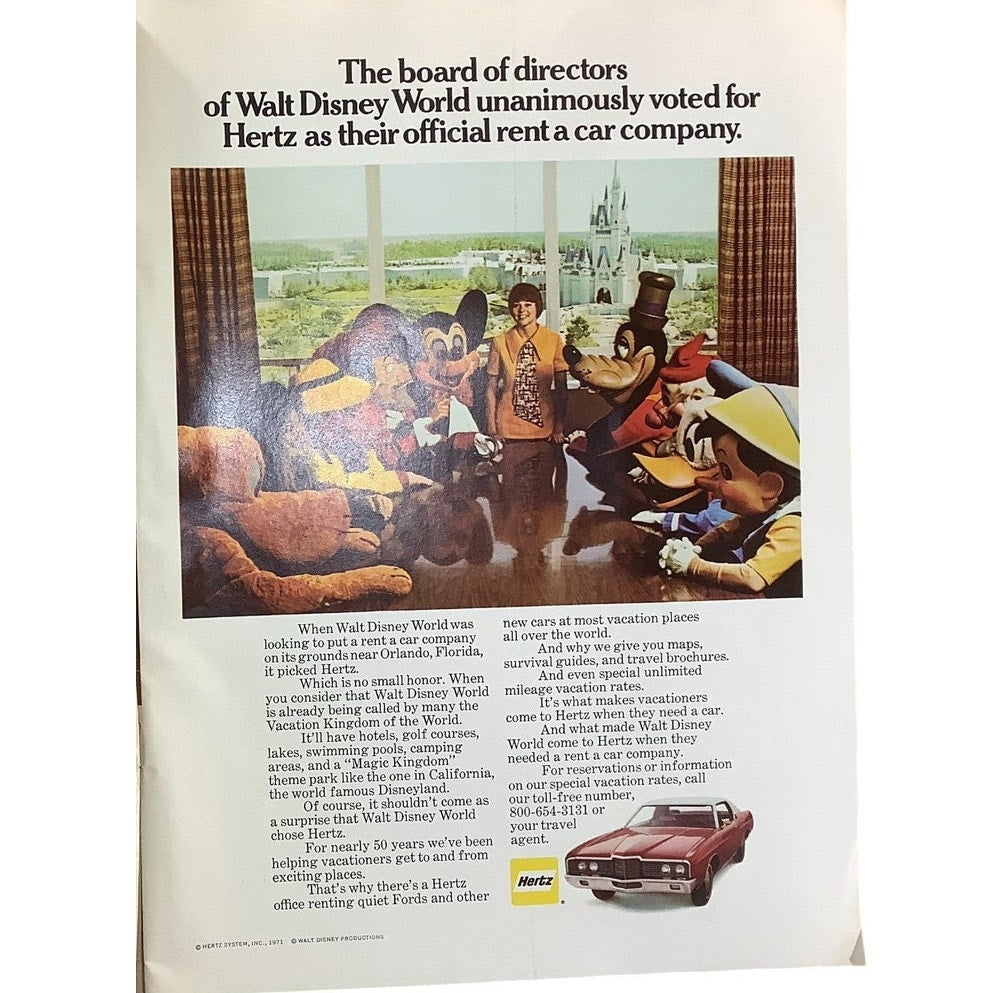 The board of directors
of Walt Disney World unanimously voted for
Hertz as their official rent a car company.
When Walt Disney World was
looking to put a rent a car company
on its grounds near Orlando, Florida,
it picked Hertz.
Which is no small honor. When
you consider that Walt Disney World
is already being called by many the
Vacation Kingdom of the World.
It'll have hotels, golf courses,
lakes, swimming pools, camping
areas, and a "Magic Kingdom"
theme park like the one in California,
the world famous Disneyland.
Of course, it shouldn't come as
a surprise that Walt Disney World
chose Hertz.
For nearly 50 years we've been
helping vacationers get to and from
exciting places.
That's why there's a Hertz
office renting quiet Fords and other
new cars at most vacation places
all over the world.
And why we give you maps,
survival guides, and travel brochures.
And even special unlimited
mileage vacation rates.
It's what makes vacationers
come to Hertz when they need a car.
And what made Walt Disney
World come to Hertz when they
needed a rent a car company.
For reservations or information
on our special vacation rates, call
our toll-free number,
800-654-3131 or
your travel
agent.
Hertz
®
© HERTZ SYSTEM, INC., 1971 © WALT DISNEY PRODUCTIONS